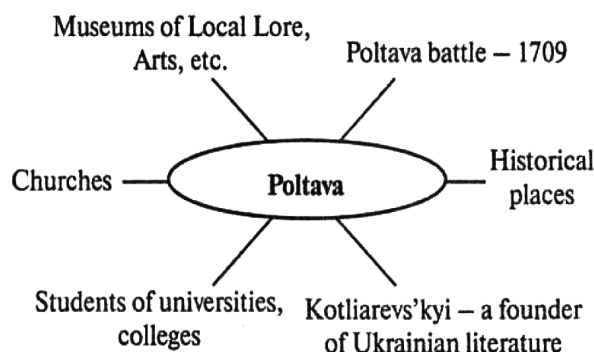 Museums of Local Lore,
Arts, etc.
Poltava battle – 1709
Churches
Poltava
Historical
places
Students of universities,
colleges
Kotliarevs'kyi – a founder
of Ukrainian literature